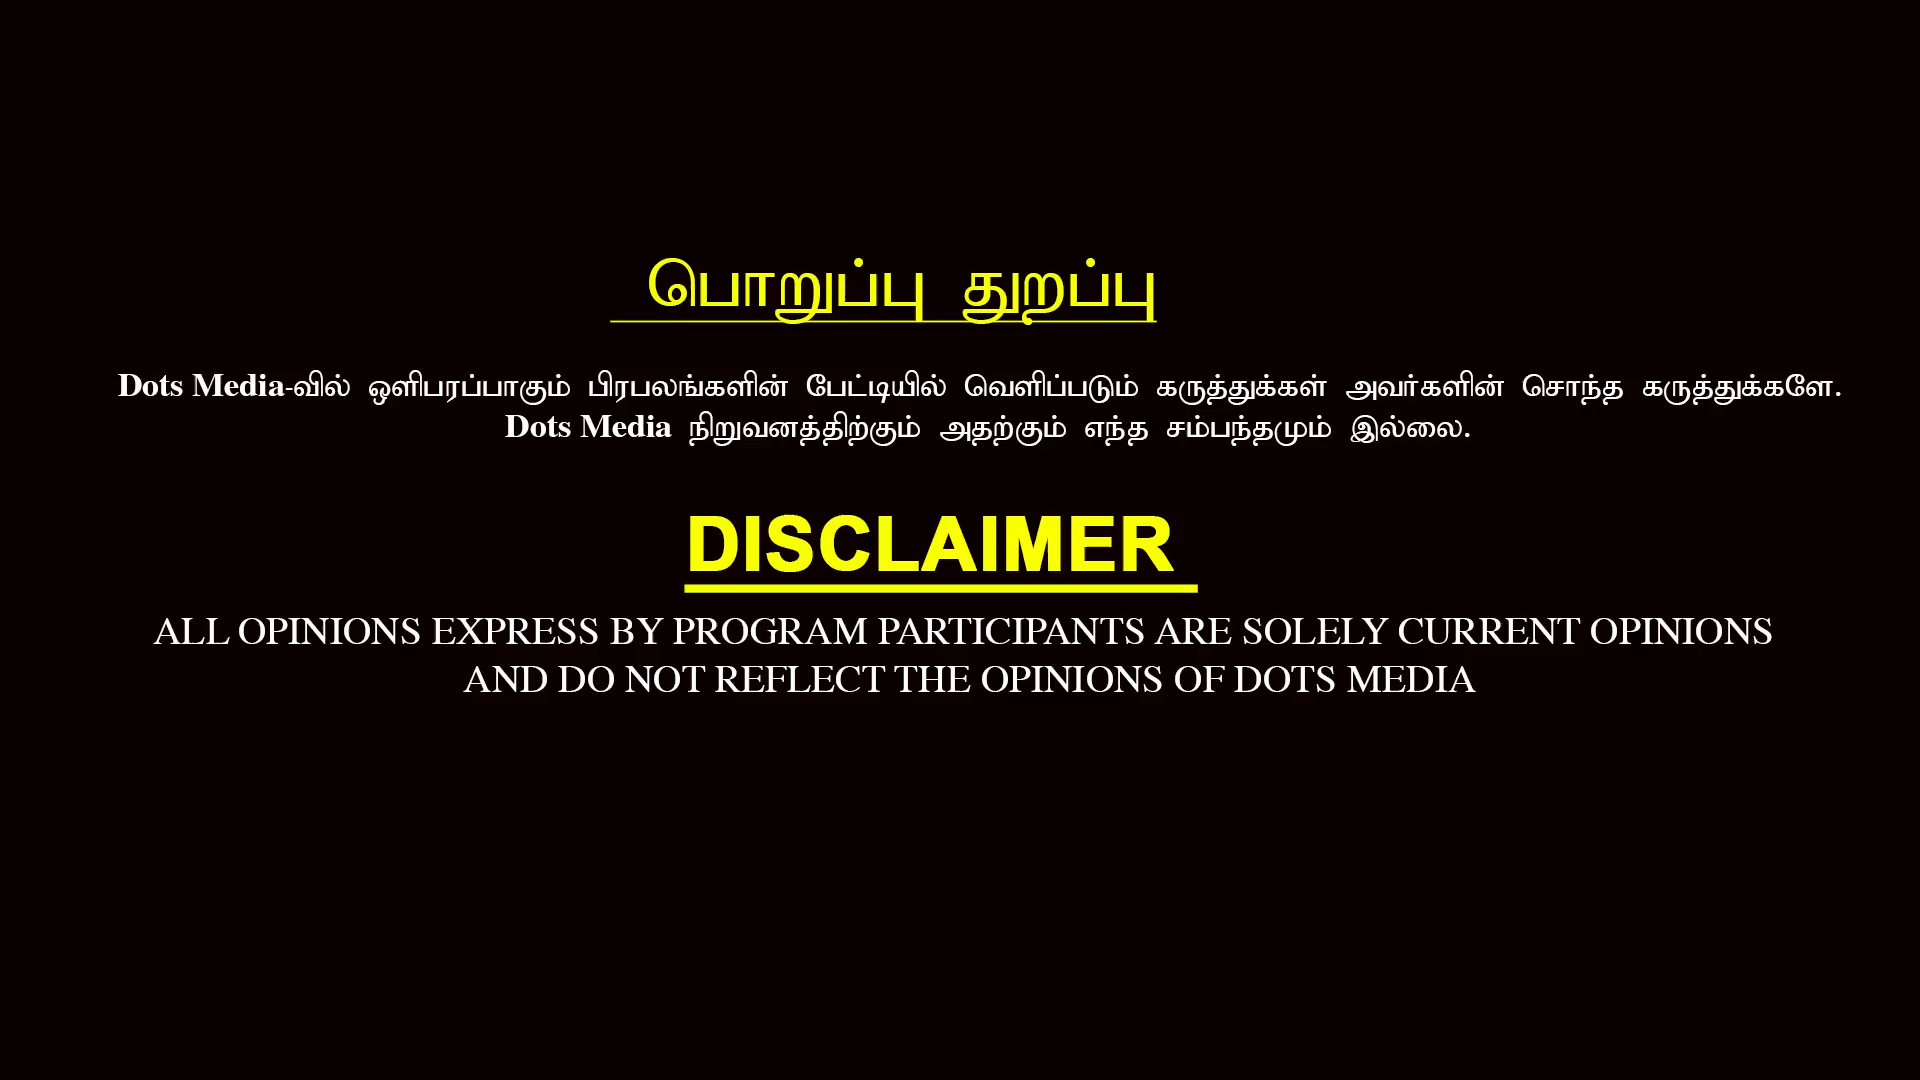 பொறுப்பு துறப்பு
Dots Media-வில் ஒளிபரப்பாகும் பிரபலங்களின் பேட்டியில் வெளிப்படும் கருத்துக்கள் அவர்களின் சொந்த கருத்துக்களே.
Dots Media நிறுவனத்திற்கும் அதற்கும் எந்த சம்பந்தமும் இல்லை.
DISCLAIMER
ALL OPINIONS EXPRESS BY PROGRAM PARTICIPANTS ARE SOLELY CURRENT OPINIONS
AND DO NOT REFLECT THE OPINIONS OF DOTS MEDIA